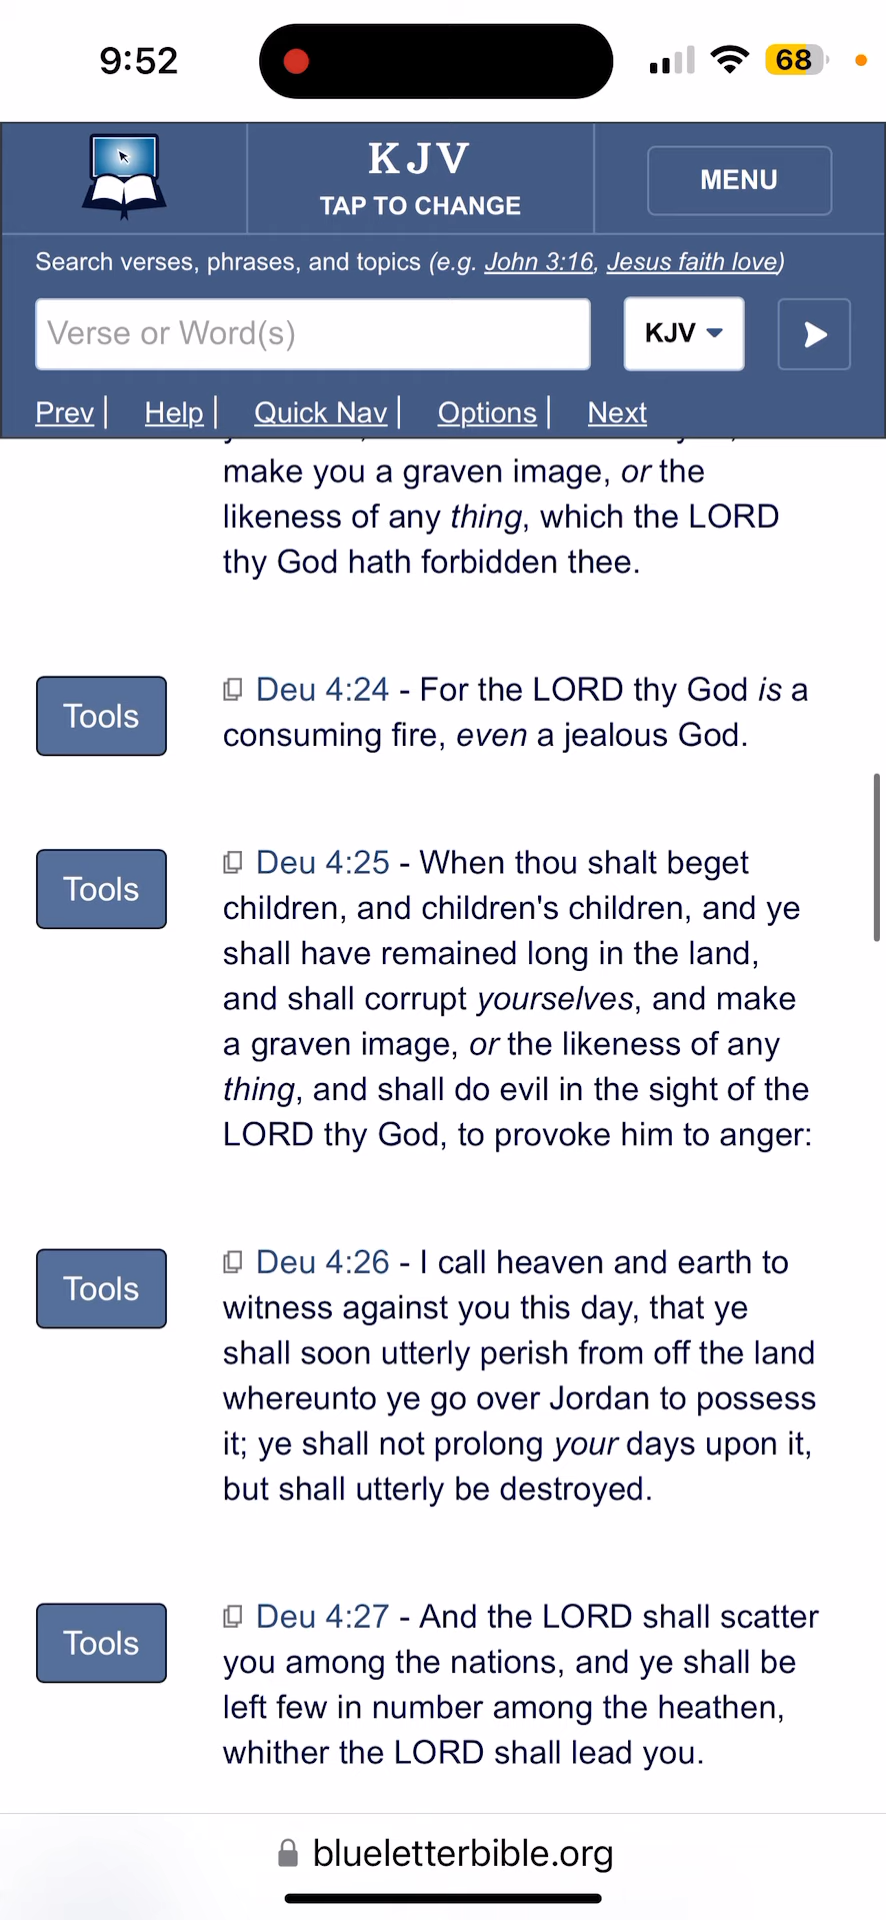 9:52
68
KJV
TAP TO CHANGE
MENU
Search verses, phrases, and topics (e.g. John 3:16, Jesus faith love)
Verse or Word(s)
KJV
Prev | Help | Quick Nav | Options | Next
make you a graven image, or the
likeness of any thing, which the LORD
thy God hath forbidden thee.
Tools
Deu 4:24 - For the LORD thy God is a
consuming fire, even a jealous God.
Tools
Deu 4:25 - When thou shalt beget
children, and children's children, and ye
shall have remained long in the land,
and shall corrupt yourselves, and make
a graven image, or the likeness of any
thing, and shall do evil in the sight of the
LORD thy God, to provoke him to anger:
Tools
Deu 4:26 - I call heaven and earth to
witness against you this day, that ye
shall soon utterly perish from off the land
whereunto ye go over Jordan to possess
it; ye shall not prolong your days upon it,
but shall utterly be destroyed.
Tools
Deu 4:27 - And the LORD shall scatter
you among the nations, and ye shall be
left few in number among the heathen,
whither the LORD shall lead you.
blueletterbible.org